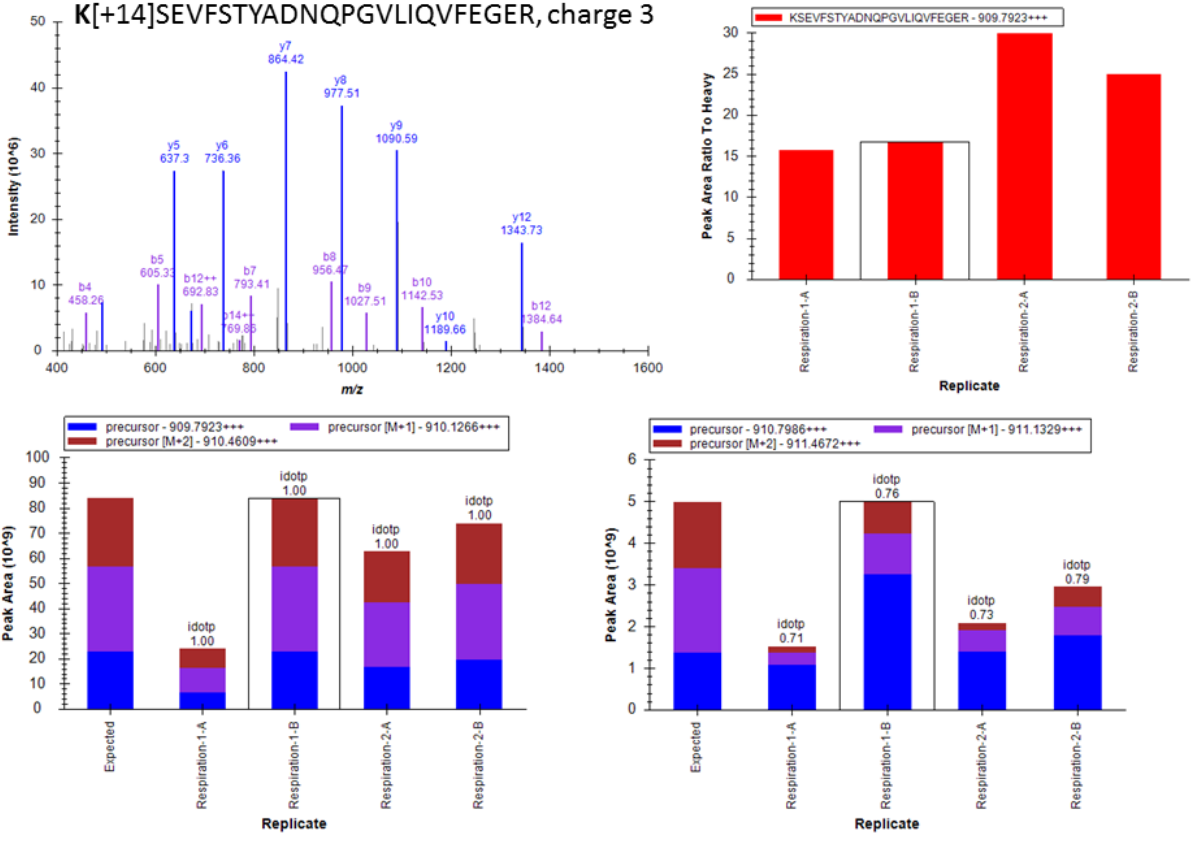 K[+14]SEVFSTYADNQPGVLIQVFEGER, charge 3
Intensity (10^6)
40
30
20
10
0
y7
864.42
y8
977.51
y9
1090.59
y5
637.3
y6
736.36
y12
1343.73
b5
605.33
b12++
692.83
b7
793.41
b8
956.47
b4
458.26
b9
1027.51
b10
1142.53
b14++
769.86
y10
1189.66
b12
1384.64
400
600
800
1000
1200
1400
1600
m/z
KSEVFSTYADNQPGVLIQVFEGER - 909.7923+++
Peak Area Ratio To Heavy
30
25
20
15
10
5
0
Respiration-1-A
Respiration-1-B
Respiration-2-A
Respiration-2-B
Replicate
precursor - 909.7923+++
precursor [M+1] - 910.1266+++
precursor [M+2] - 910.4609+++
Peak Area (10^9)
100
90
80
70
60
50
40
30
20
10
0
idotp
1.00
idotp
1.00
idotp
1.00
idotp
1.00
Expected
Respiration-1-A
Respiration-1-B
Respiration-2-A
Respiration-2-B
Replicate
precursor - 910.7986+++
precursor [M+1] - 911.1329+++
precursor [M+2] - 911.4672+++
Peak Area (10^9)
6
5
4
3
2
1
0
idotp
0.71
idotp
0.76
idotp
0.73
idotp
0.79
Expected
Respiration-1-A
Respiration-1-B
Respiration-2-A
Respiration-2-B
Replicate